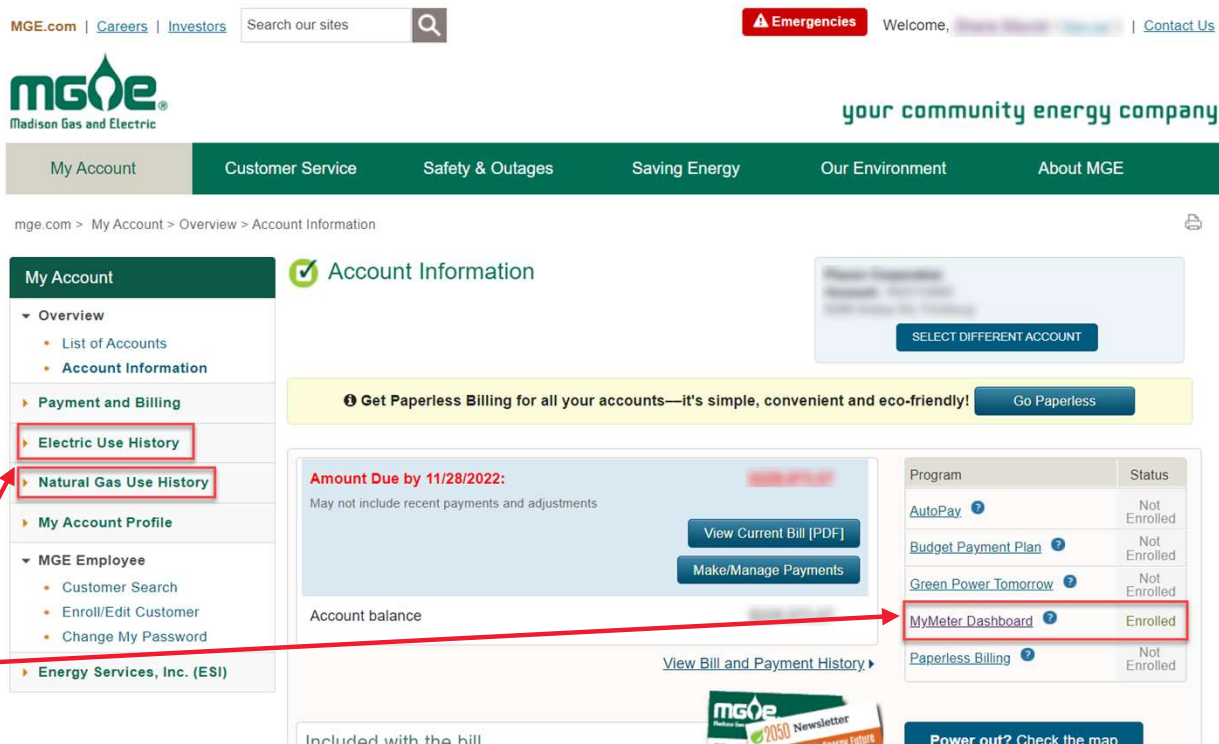 MGE.com | Careers | Investors
Search our sites
Emergencies
Welcome,
| Contact Us
mge®
Madison Gas and Electric
your community energy company
My Account
Customer Service
Safety & Outages
Saving Energy
Our Environment
About MGE
mge.com > My Account > Overview > Account Information
My Account
Overview
List of Accounts
Account Information
Payment and Billing
Electric Use History
Natural Gas Use History
My Account Profile
MGE Employee
Customer Search
Enroll/Edit Customer
Change My Password
Energy Services, Inc. (ESI)
Account Information
SELECT DIFFERENT ACCOUNT
Get Paperless Billing for all your accounts—it's simple, convenient and eco-friendly!
Go Paperless
Amount Due by 11/28/2022:
May not include recent payments and adjustments
View Current Bill [PDF]
Make/Manage Payments
Account balance
View Bill and Payment History
Program Status
AutoPay ? Not Enrolled
Budget Payment Plan ? Not Enrolled
Green Power Tomorrow ? Not Enrolled
MyMeter Dashboard ? Enrolled
Paperless Billing ? Not Enrolled
Included with the bill
mge
2050 Newsletter
Energy Future
Power out? Check the map